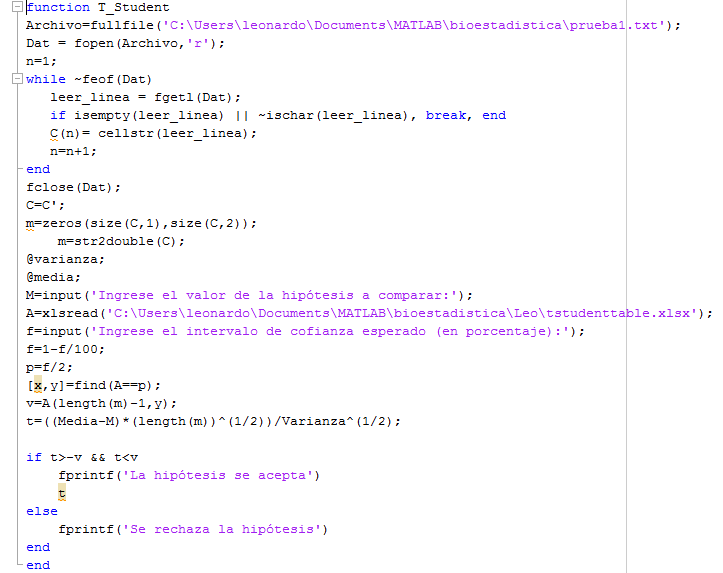 function T_Student
Archivo=fullfile('C:\Users\leonardo\Documents\MATLAB\bioestadistica\prueba1.txt');
Dat = fopen(Archivo,'r');
n=1;
while ~feof(Dat)
leer_linea = fgetl(Dat);
if isempty(leer_linea) || ~ischar(leer_linea), break, end
C(n)= cellstr(leer_linea);
n=n+1;
end
fclose(Dat);
C=C';
m=zeros(size(C,1),size(C,2));
m=str2double(C);
@varianza;
@media;
M=input('Ingrese el valor de la hipótesis a comparar:');
A=xlsread('C:\Users\leonardo\Documents\MATLAB\bioestadistica\Leo\tstudenttable.xlsx');
f=input('Ingrese el intervalo de cofianza esperado (en porcentaje):');
f=1-f/100;
p=f/2;
[x,y]=find(A==p);
v=A(length(m)-1,y);
t=((Media-M)*(length(m))^(1/2))/Varianza^(1/2);
if t>-v && t<v
fprintf('La hipótesis se acepta')
t
else
fprintf('Se rechaza la hipótesis')
end
end